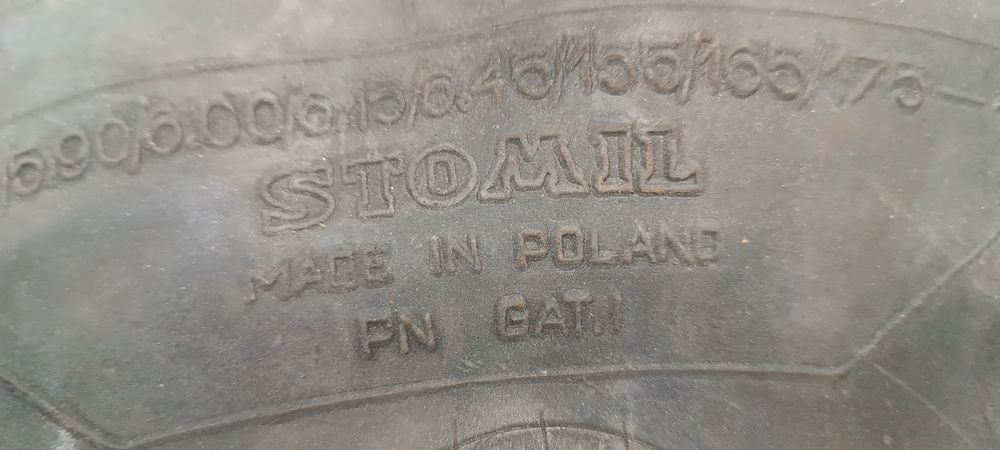 /5.90/6.00/6.15/6.45/155/165/175-
STOMIL
MADE IN POLAND
PN GAT.I